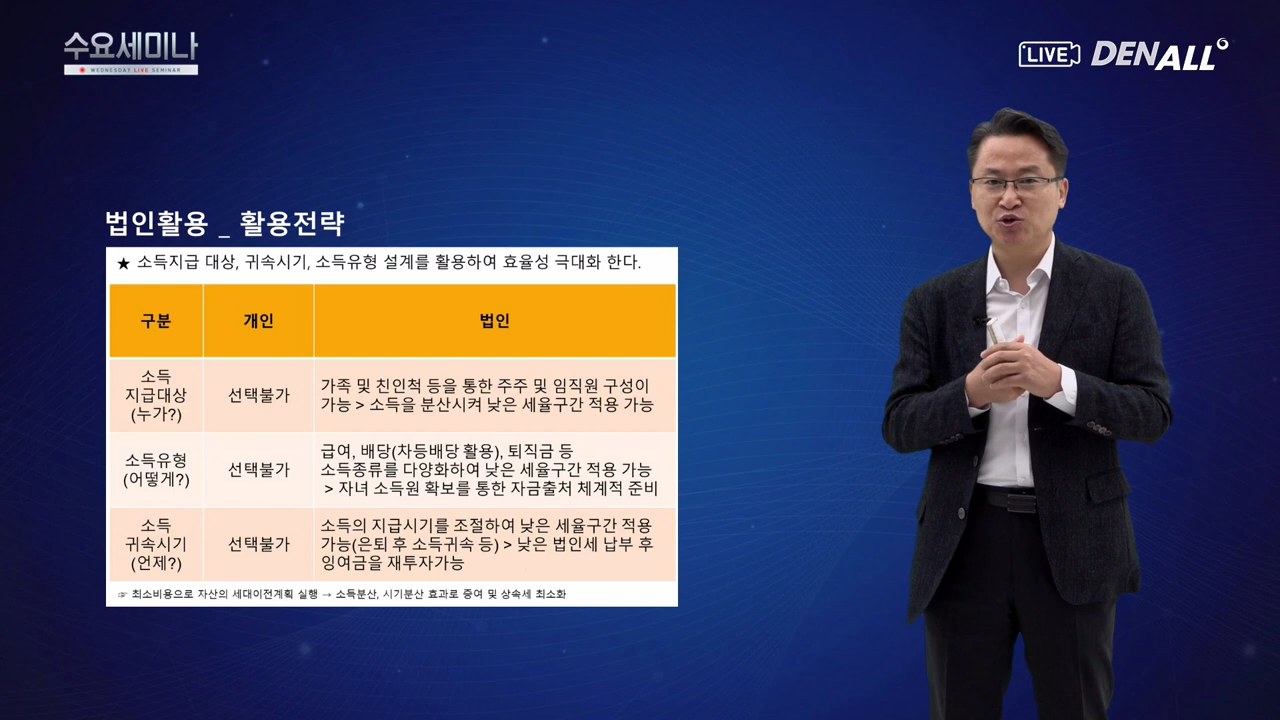 수요세미나
WEDNESDAY LIVE SEMINAR
LIVE DENALL
법인활용 _ 활용전략
★ 소득지급 대상, 귀속시기, 소득유형 설계를 활용하여 효율성 극대화 한다.
구분 개인 법인
소득
지급대상
(누가?)
선택불가
가족 및 친인척 등을 통한 주주 및 임직원 구성이
가능 > 소득을 분산시켜 낮은 세율구간 적용 가능
소득유형
(어떻게?)
선택불가
급여, 배당(차등배당 활용), 퇴직금 등
소득종류를 다양화하여 낮은 세율구간 적용 가능
> 자녀 소득원 확보를 통한 자금출처 체계적 준비
소득
귀속시기
(언제?)
선택불가
소득의 지급시기를 조절하여 낮은 세율구간 적용
가능(은퇴 후 소득귀속 등) > 낮은 법인세 납부 후
잉여금을 재투자가능
☞ 최소비용으로 자산의 세대이전계획 실행 → 소득분산, 시기분산 효과로 증여 및 상속세 최소화